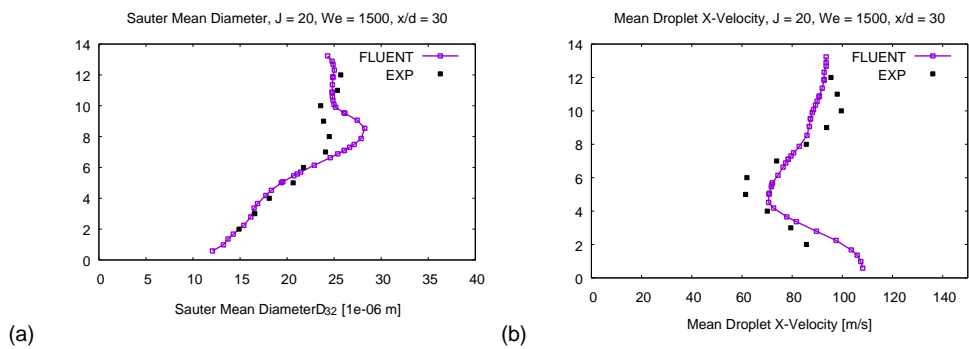 Sauter Mean Diameter, J = 20, We = 1500, x/d = 30
14
12
10
8
6
4
2
0
FLUENT
EXP
0 5 10 15 20 25 30 35 40
Sauter Mean DiameterD32 [1e-06 m]
(a)
Mean Droplet X-Velocity, J = 20, We = 1500, x/d = 30
14
12
10
8
6
4
2
0
FLUENT
EXP
0 20 40 60 80 100 120 140
Mean Droplet X-Velocity [m/s]
(b)